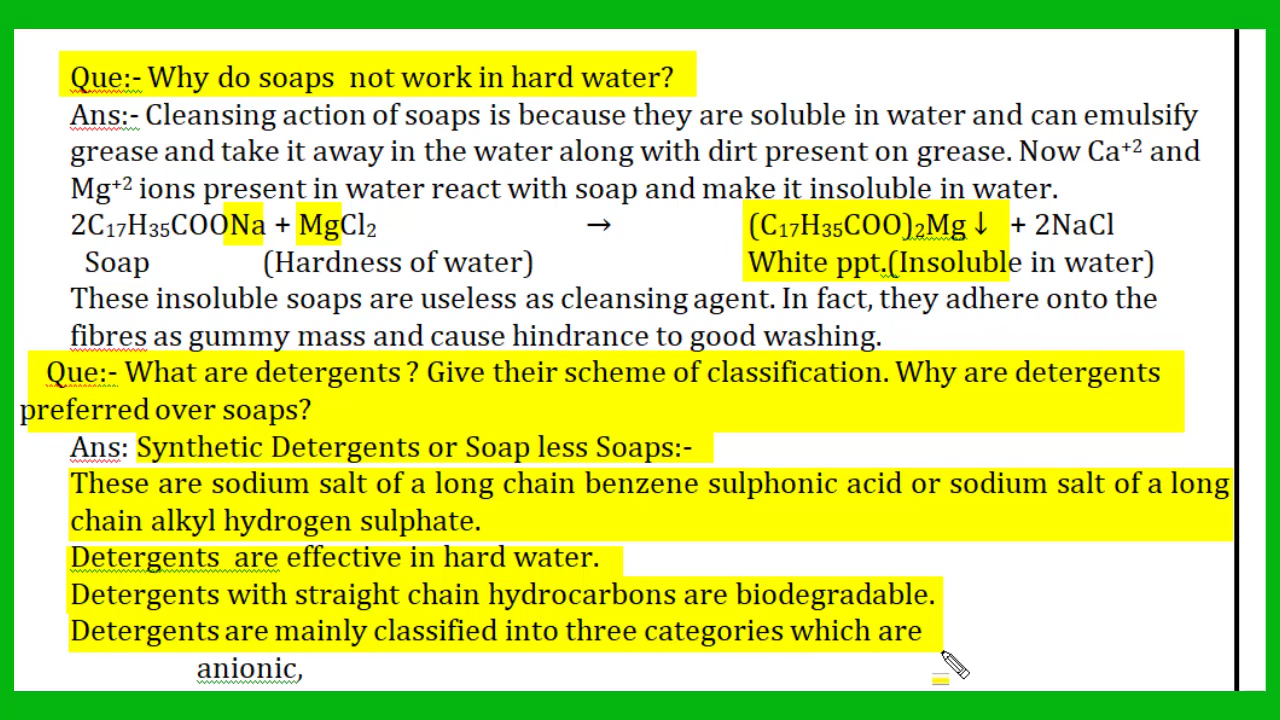 Que:- Why do soaps not work in hard water?
Ans:- Cleansing action of soaps is because they are soluble in water and can emulsify
grease and take it away in the water along with dirt present on grease. Now Ca⁺² and
Mg⁺² ions present in water react with soap and make it insoluble in water.
2C₁₇H₃₅COONa + MgCl₂ → (C₁₇H₃₅COO)₂Mg↓ + 2NaCl
Soap (Hardness of water) White ppt.(Insoluble in water)
These insoluble soaps are useless as cleansing agent. In fact, they adhere onto the
fibres as gummy mass and cause hindrance to good washing.
Que:- What are detergents ? Give their scheme of classification. Why are detergents
preferred over soaps?
Ans: Synthetic Detergents or Soap less Soaps:-
These are sodium salt of a long chain benzene sulphonic acid or sodium salt of a long
chain alkyl hydrogen sulphate.
Detergents are effective in hard water.
Detergents with straight chain hydrocarbons are biodegradable.
Detergents are mainly classified into three categories which are
anionic,